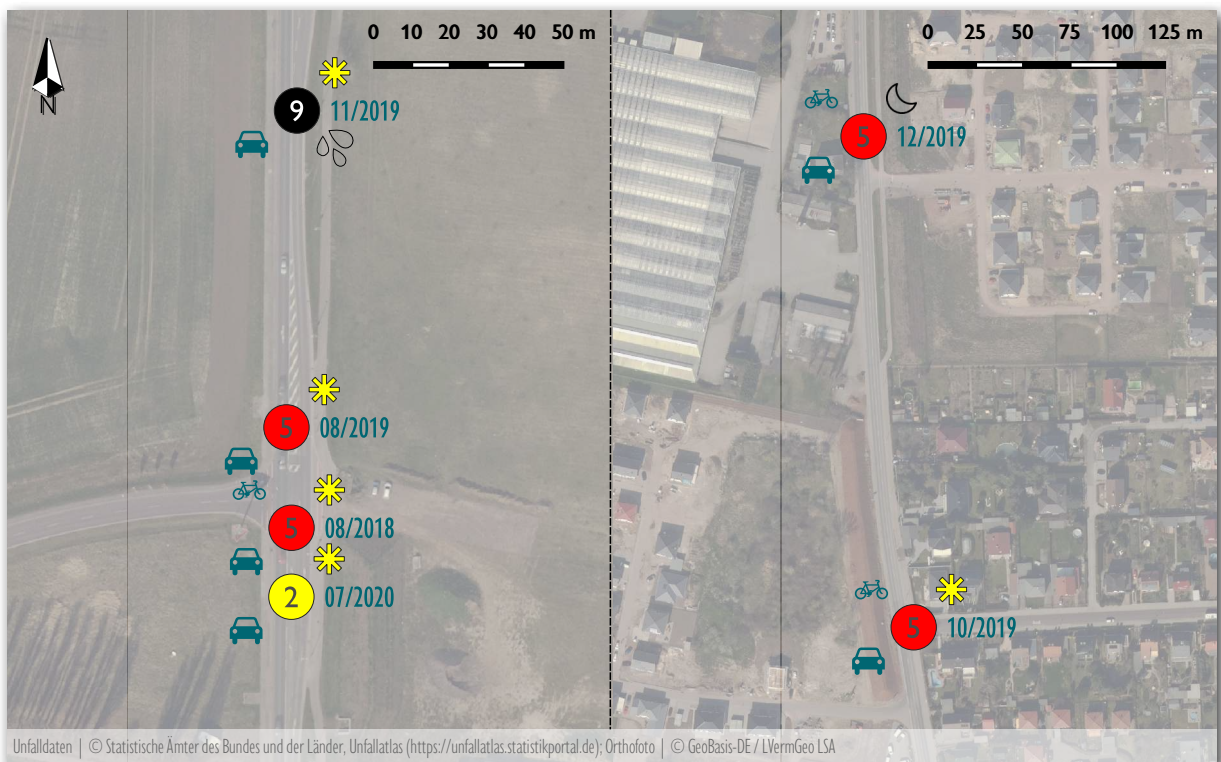 0 10 20 30 40 50 m
0 25 50 75 100 125 m
N
9 11/2019
5 12/2019
5 08/2019
5 08/2018
2 07/2020
5 10/2019
Unfalldaten | © Statistische Ämter des Bundes und der Länder, Unfallatlas (https://unfallatlas.statistikportal.de); Orthofoto | © GeoBasis-DE / LVermGeo LSA